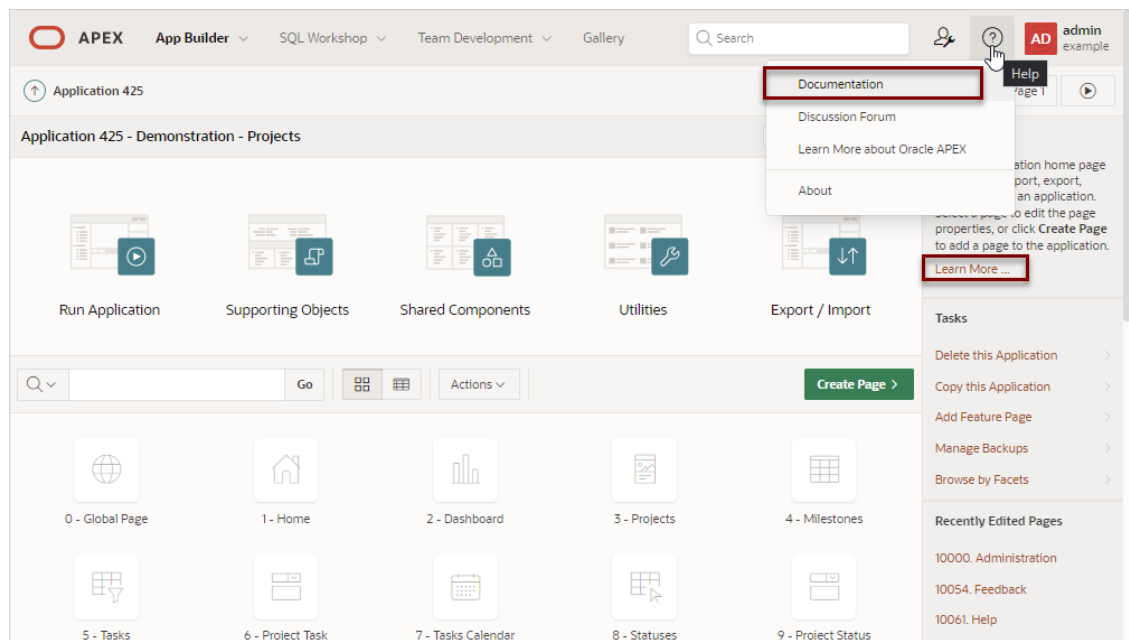 APEX App Builder SQL Workshop Team Development Gallery Search AD admin
example
Help
Application 425
Page 1
Documentation
Discussion Forum
Learn More about Oracle APEX
About
Application 425 - Demonstration - Projects
ation home page
port, export,
an application.
to edit the page
properties, or click Create Page
to add a page to the application.
Learn More ...
Run Application Supporting Objects Shared Components Utilities Export / Import
Tasks
Delete this Application
Copy this Application
Add Feature Page
Manage Backups
Browse by Facets
Go Actions Create Page
0 - Global Page 1 - Home 2 - Dashboard 3 - Projects 4 - Milestones
Recently Edited Pages
10000. Administration
10054. Feedback
10061. Help
5 - Tasks 6 - Project Task 7 - Tasks Calendar 8 - Statuses 9 - Project Status